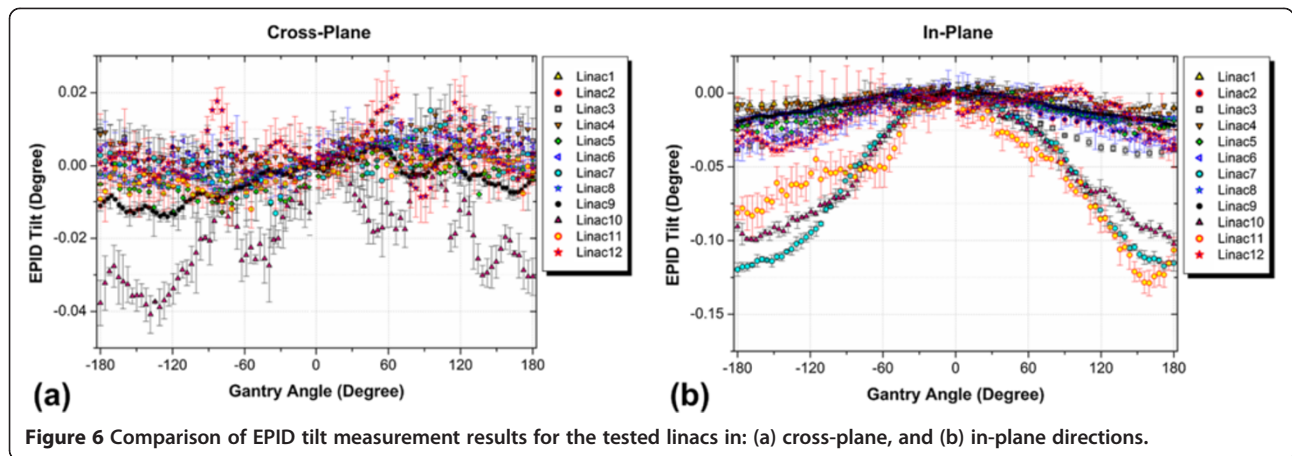 Cross-Plane
EPID Tilt (Degree)
0.02
0.00
-0.02
-0.04
-180
-120
-60
0
60
120
180
Gantry Angle (Degree)
(a)
Linac1
Linac2
Linac3
Linac4
Linac5
Linac6
Linac7
Linac8
Linac9
Linac10
Linac11
Linac12
In-Plane
EPID Tilt (Degree)
0.00
-0.05
-0.10
-0.15
-180
-120
-60
0
60
120
180
Gantry Angle (Degree)
(b)
Linac1
Linac2
Linac3
Linac4
Linac5
Linac6
Linac7
Linac8
Linac9
Linac10
Linac11
Linac12
Figure 6 Comparison of EPID tilt measurement results for the tested linacs in: (a) cross-plane, and (b) in-plane directions.